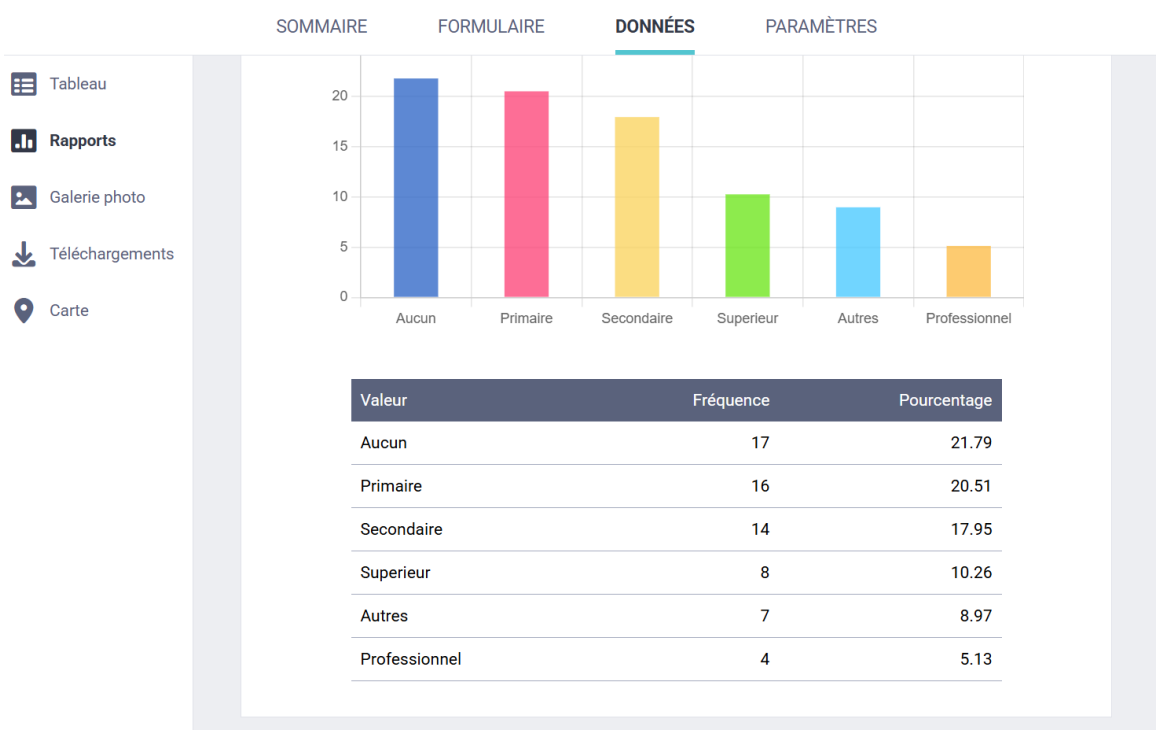 SOMMAIRE FORMULAIRE DONNÉES PARAMÈTRES
Tableau
Rapports
Galerie photo
Téléchargements
Carte
20
15
10
5
0
Aucun Primaire Secondaire Superieur Autres Professionnel
Valeur Fréquence Pourcentage
Aucun 17 21.79
Primaire 16 20.51
Secondaire 14 17.95
Superieur 8 10.26
Autres 7 8.97
Professionnel 4 5.13